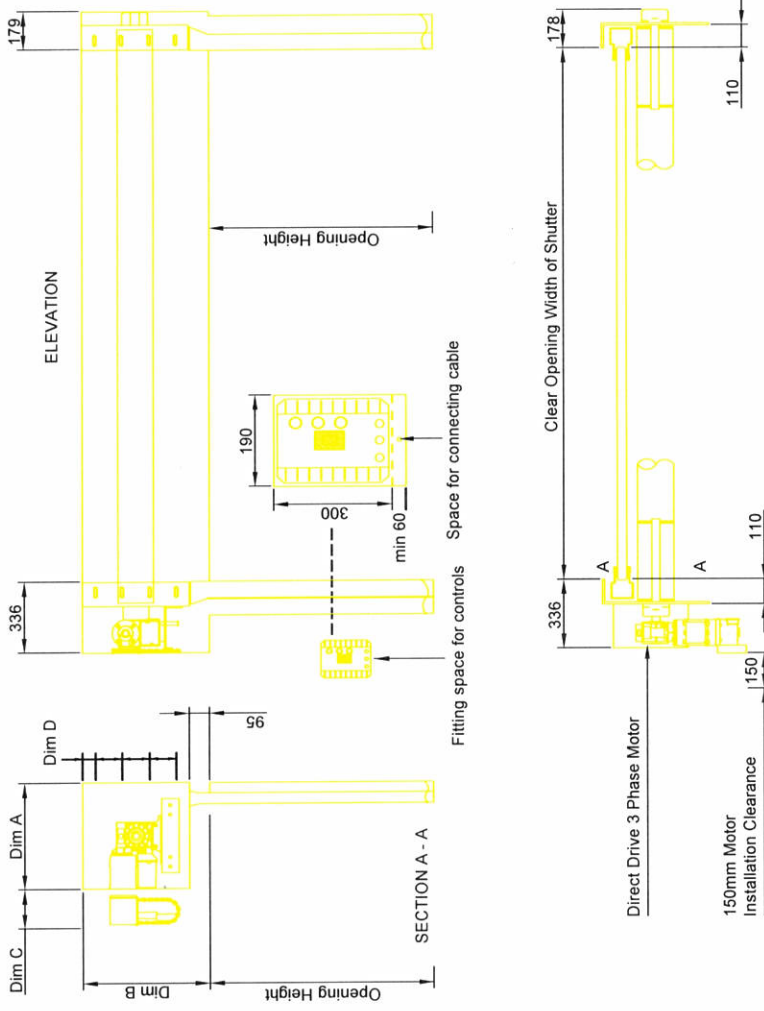 179
ELEVATION
Opening Height
336
190
300
min 60
Space for connecting cable
Fitting space for controls
Dim D
95
Dim A
Dim C
Dim B
SECTION A - A
Opening Height
178
110
Clear Opening Width of Shutter
A
A
336
110
150
Direct Drive 3 Phase Motor
150mm Motor
Installation Clearance